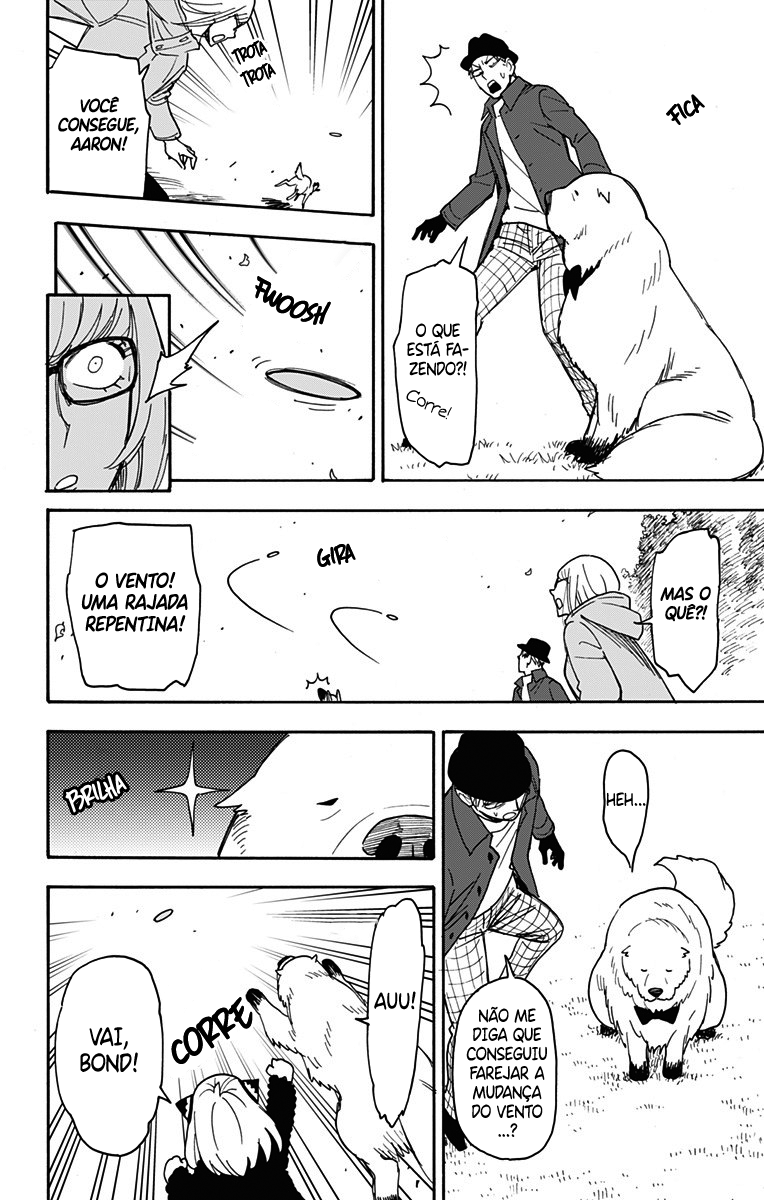 FICA
O QUE
ESTÁ FA-
ZENDO?!
Corre!
TROTA
TROTA
VOCÊ
CONSEGUE,
AARON!
FWOOSH
MAS O
QUÊ?!
GIRA
O VENTO!
UMA RAJADA
REPENTINA!
HEH...
NÃO ME
DIGA QUE
CONSEGUIU
FAREJAR A
MUDANÇA
DO VENTO
...?
BRILHA
AUU!
CORRE
VAI,
BOND!